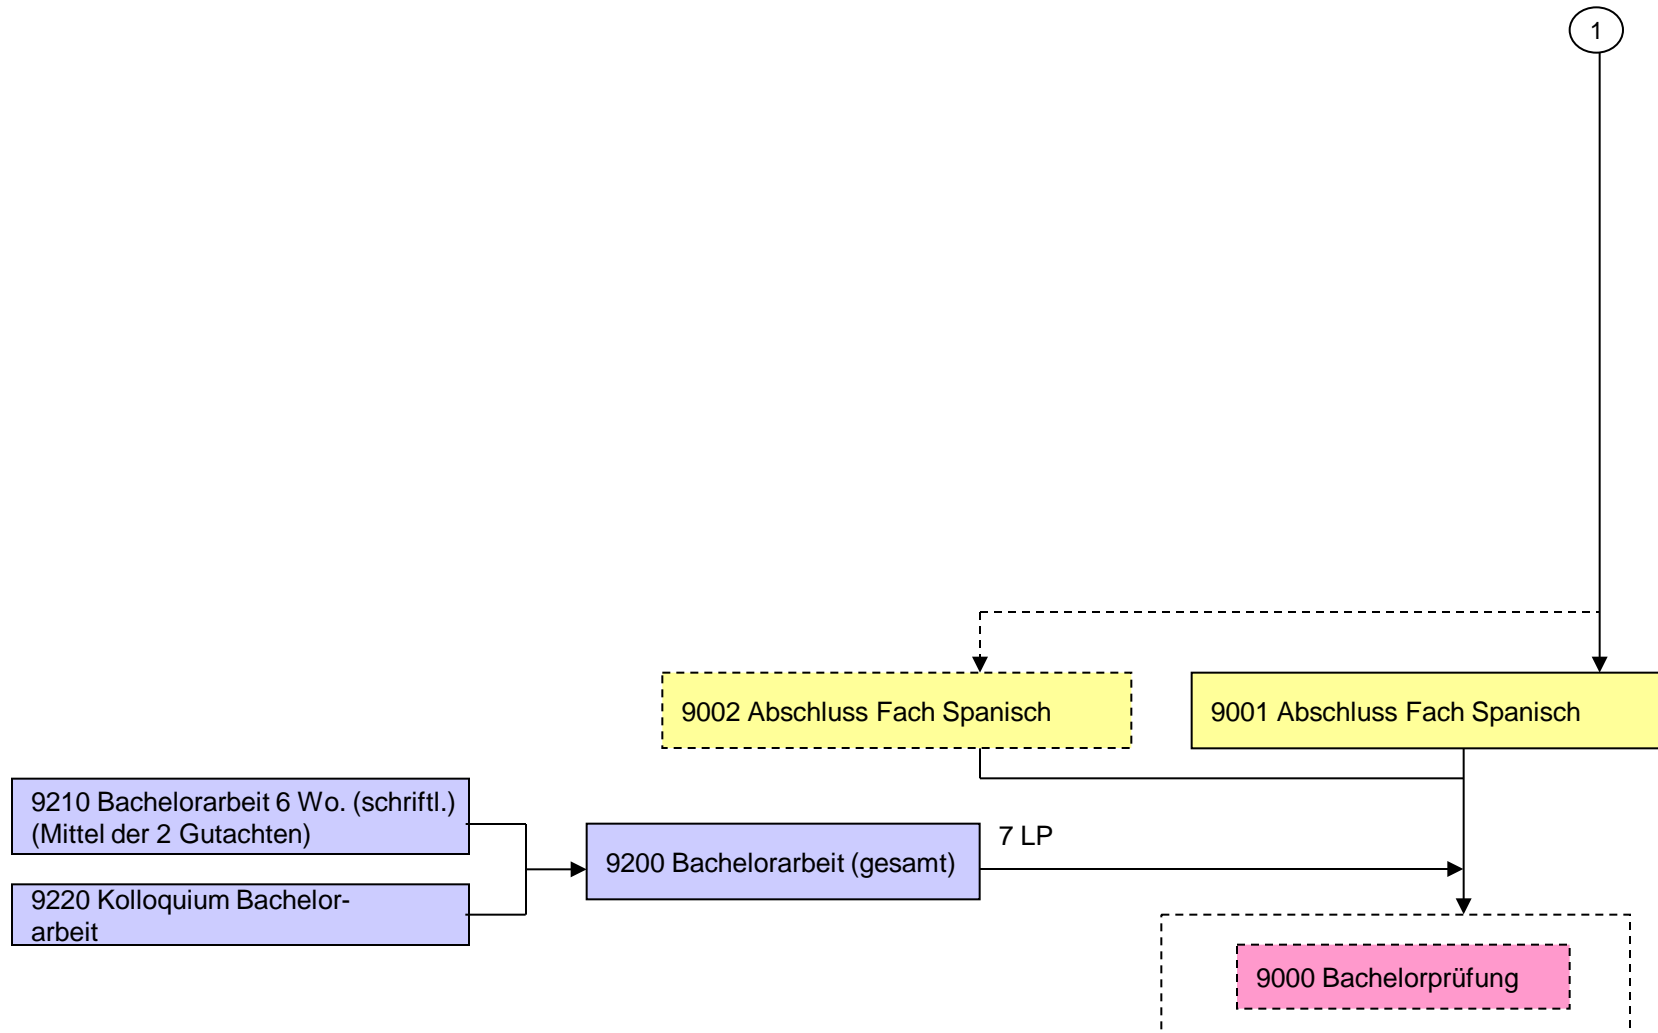 1
9002 Abschluss Fach Spanisch
9001 Abschluss Fach Spanisch
9210 Bachelorarbeit 6 Wo. (schriftl.)
(Mittel der 2 Gutachten)
7 LP
9200 Bachelorarbeit (gesamt)
9220 Kolloquium Bachelor-
arbeit
9000 Bachelorprüfung